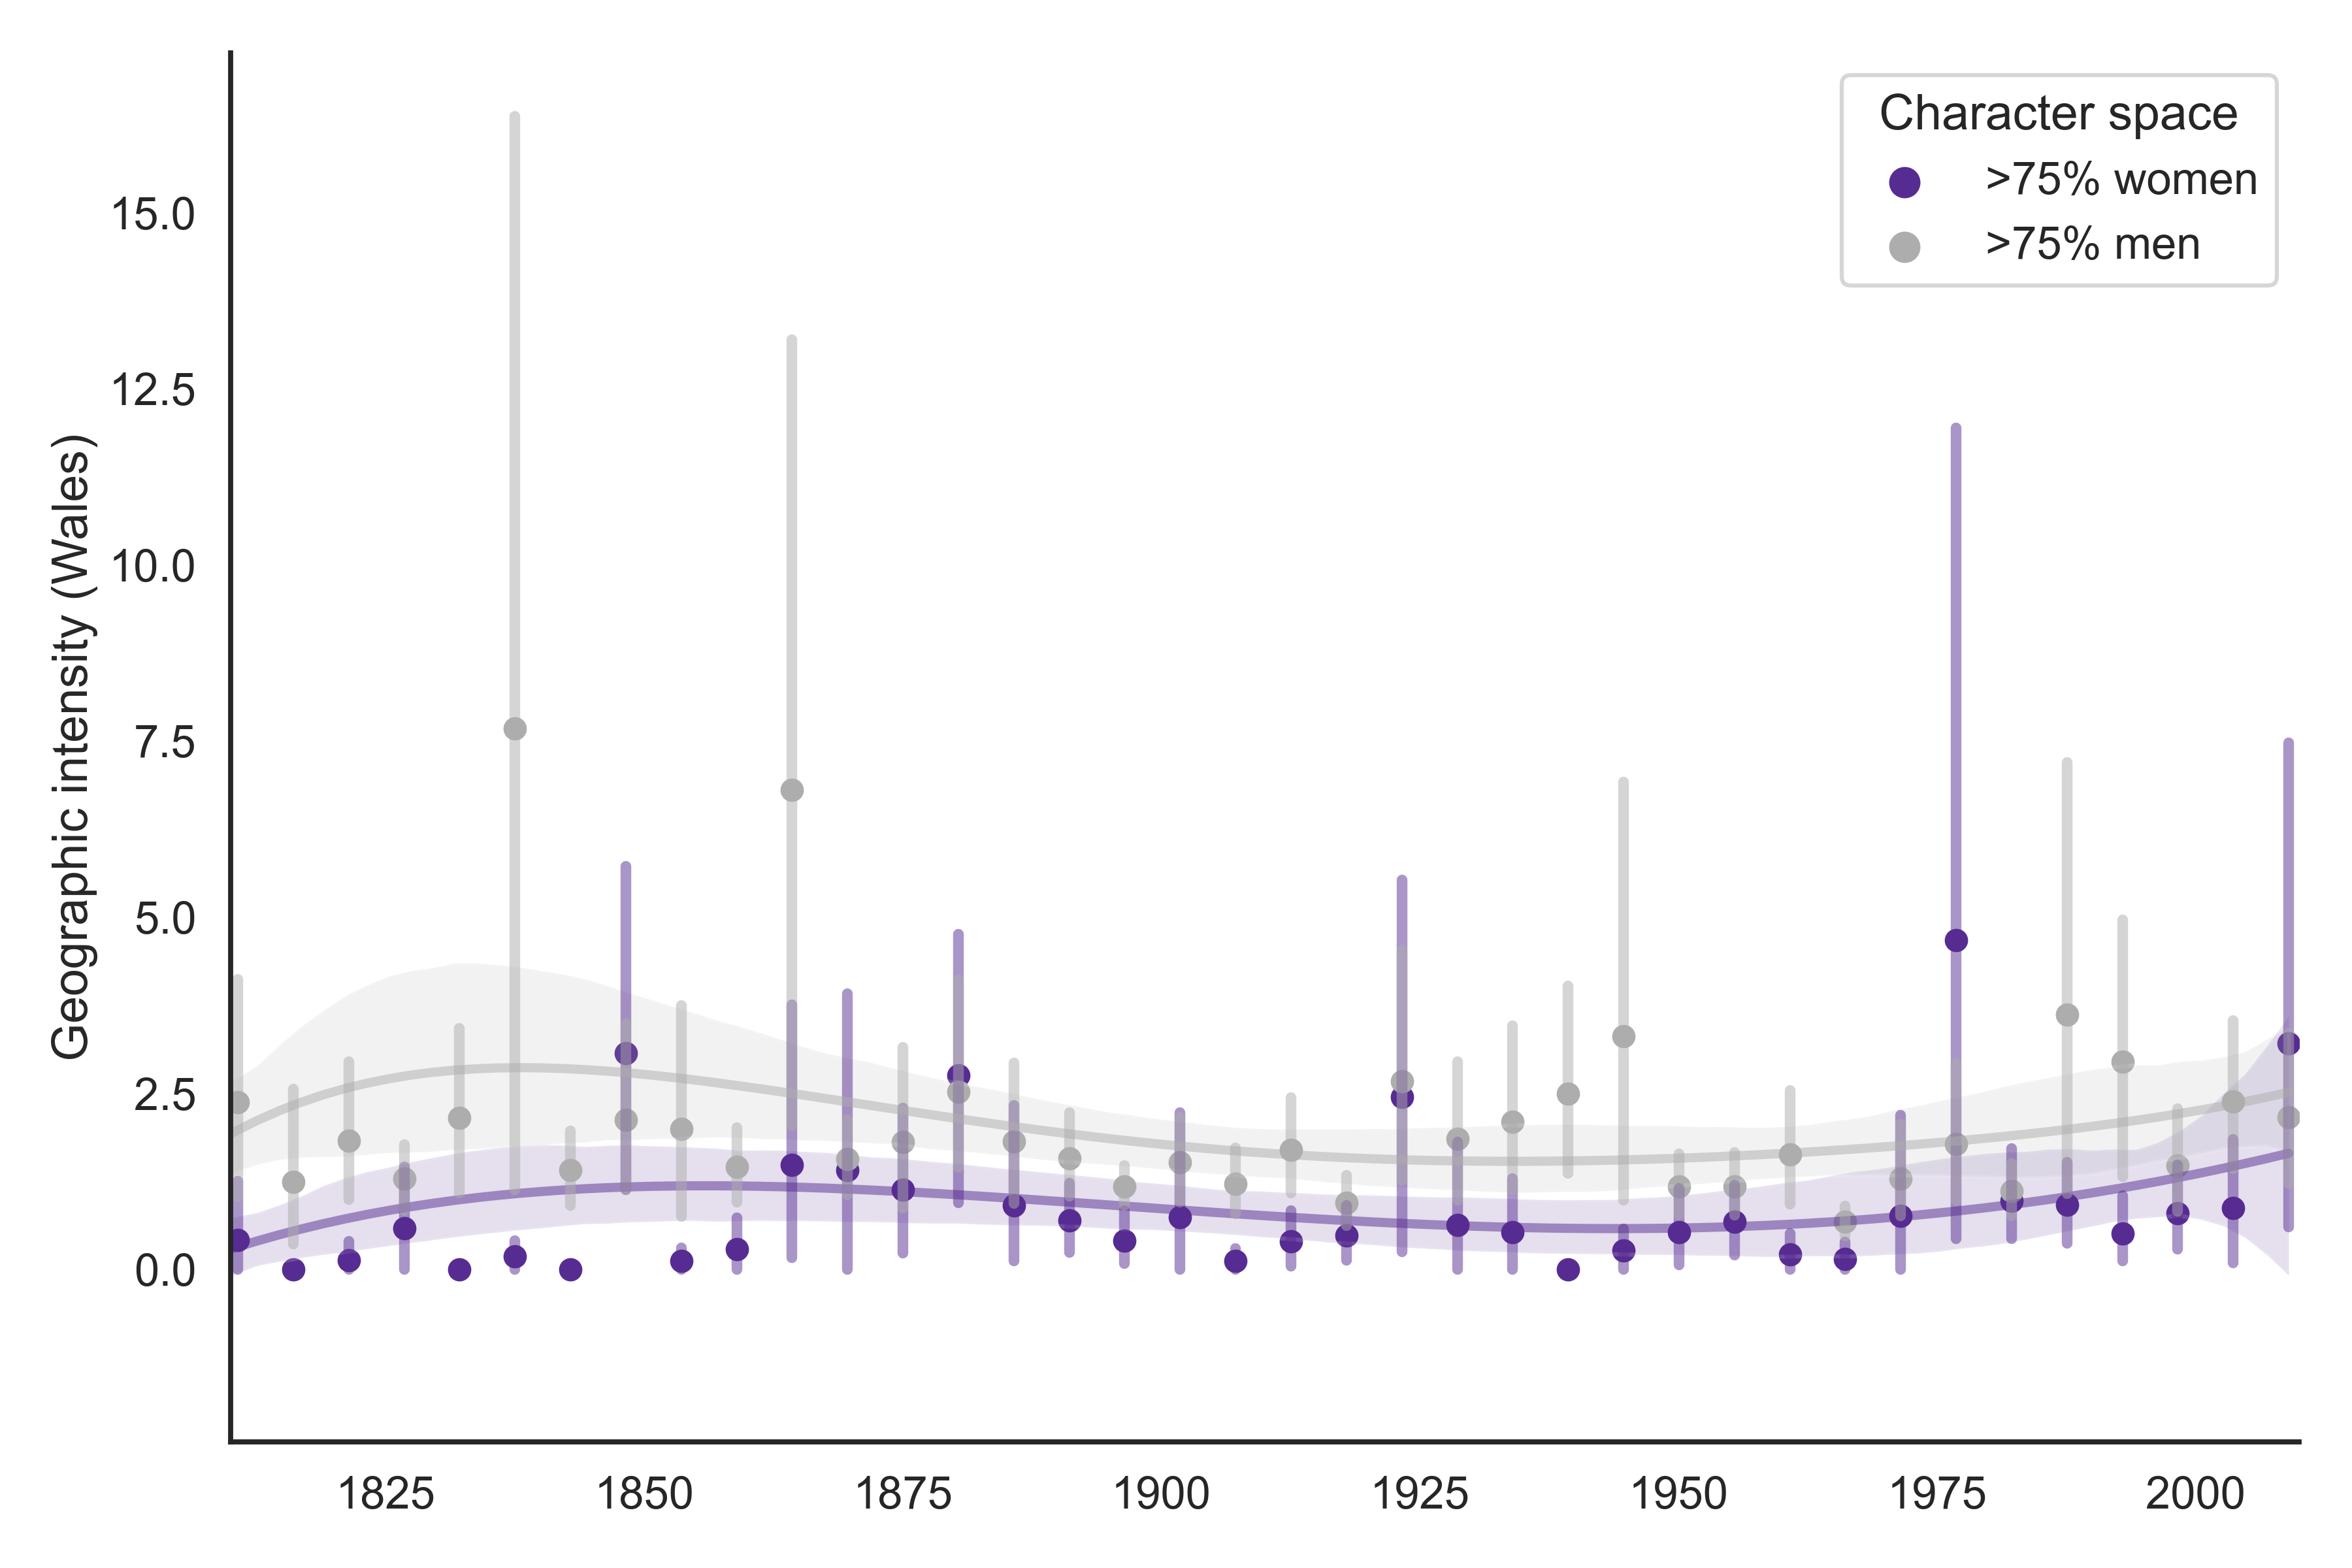 Character space
>75% women
>75% men
Geographic intensity (Wales)
15.0
12.5
10.0
7.5
5.0
2.5
0.0
1825 1850 1875 1900 1925 1950 1975 2000